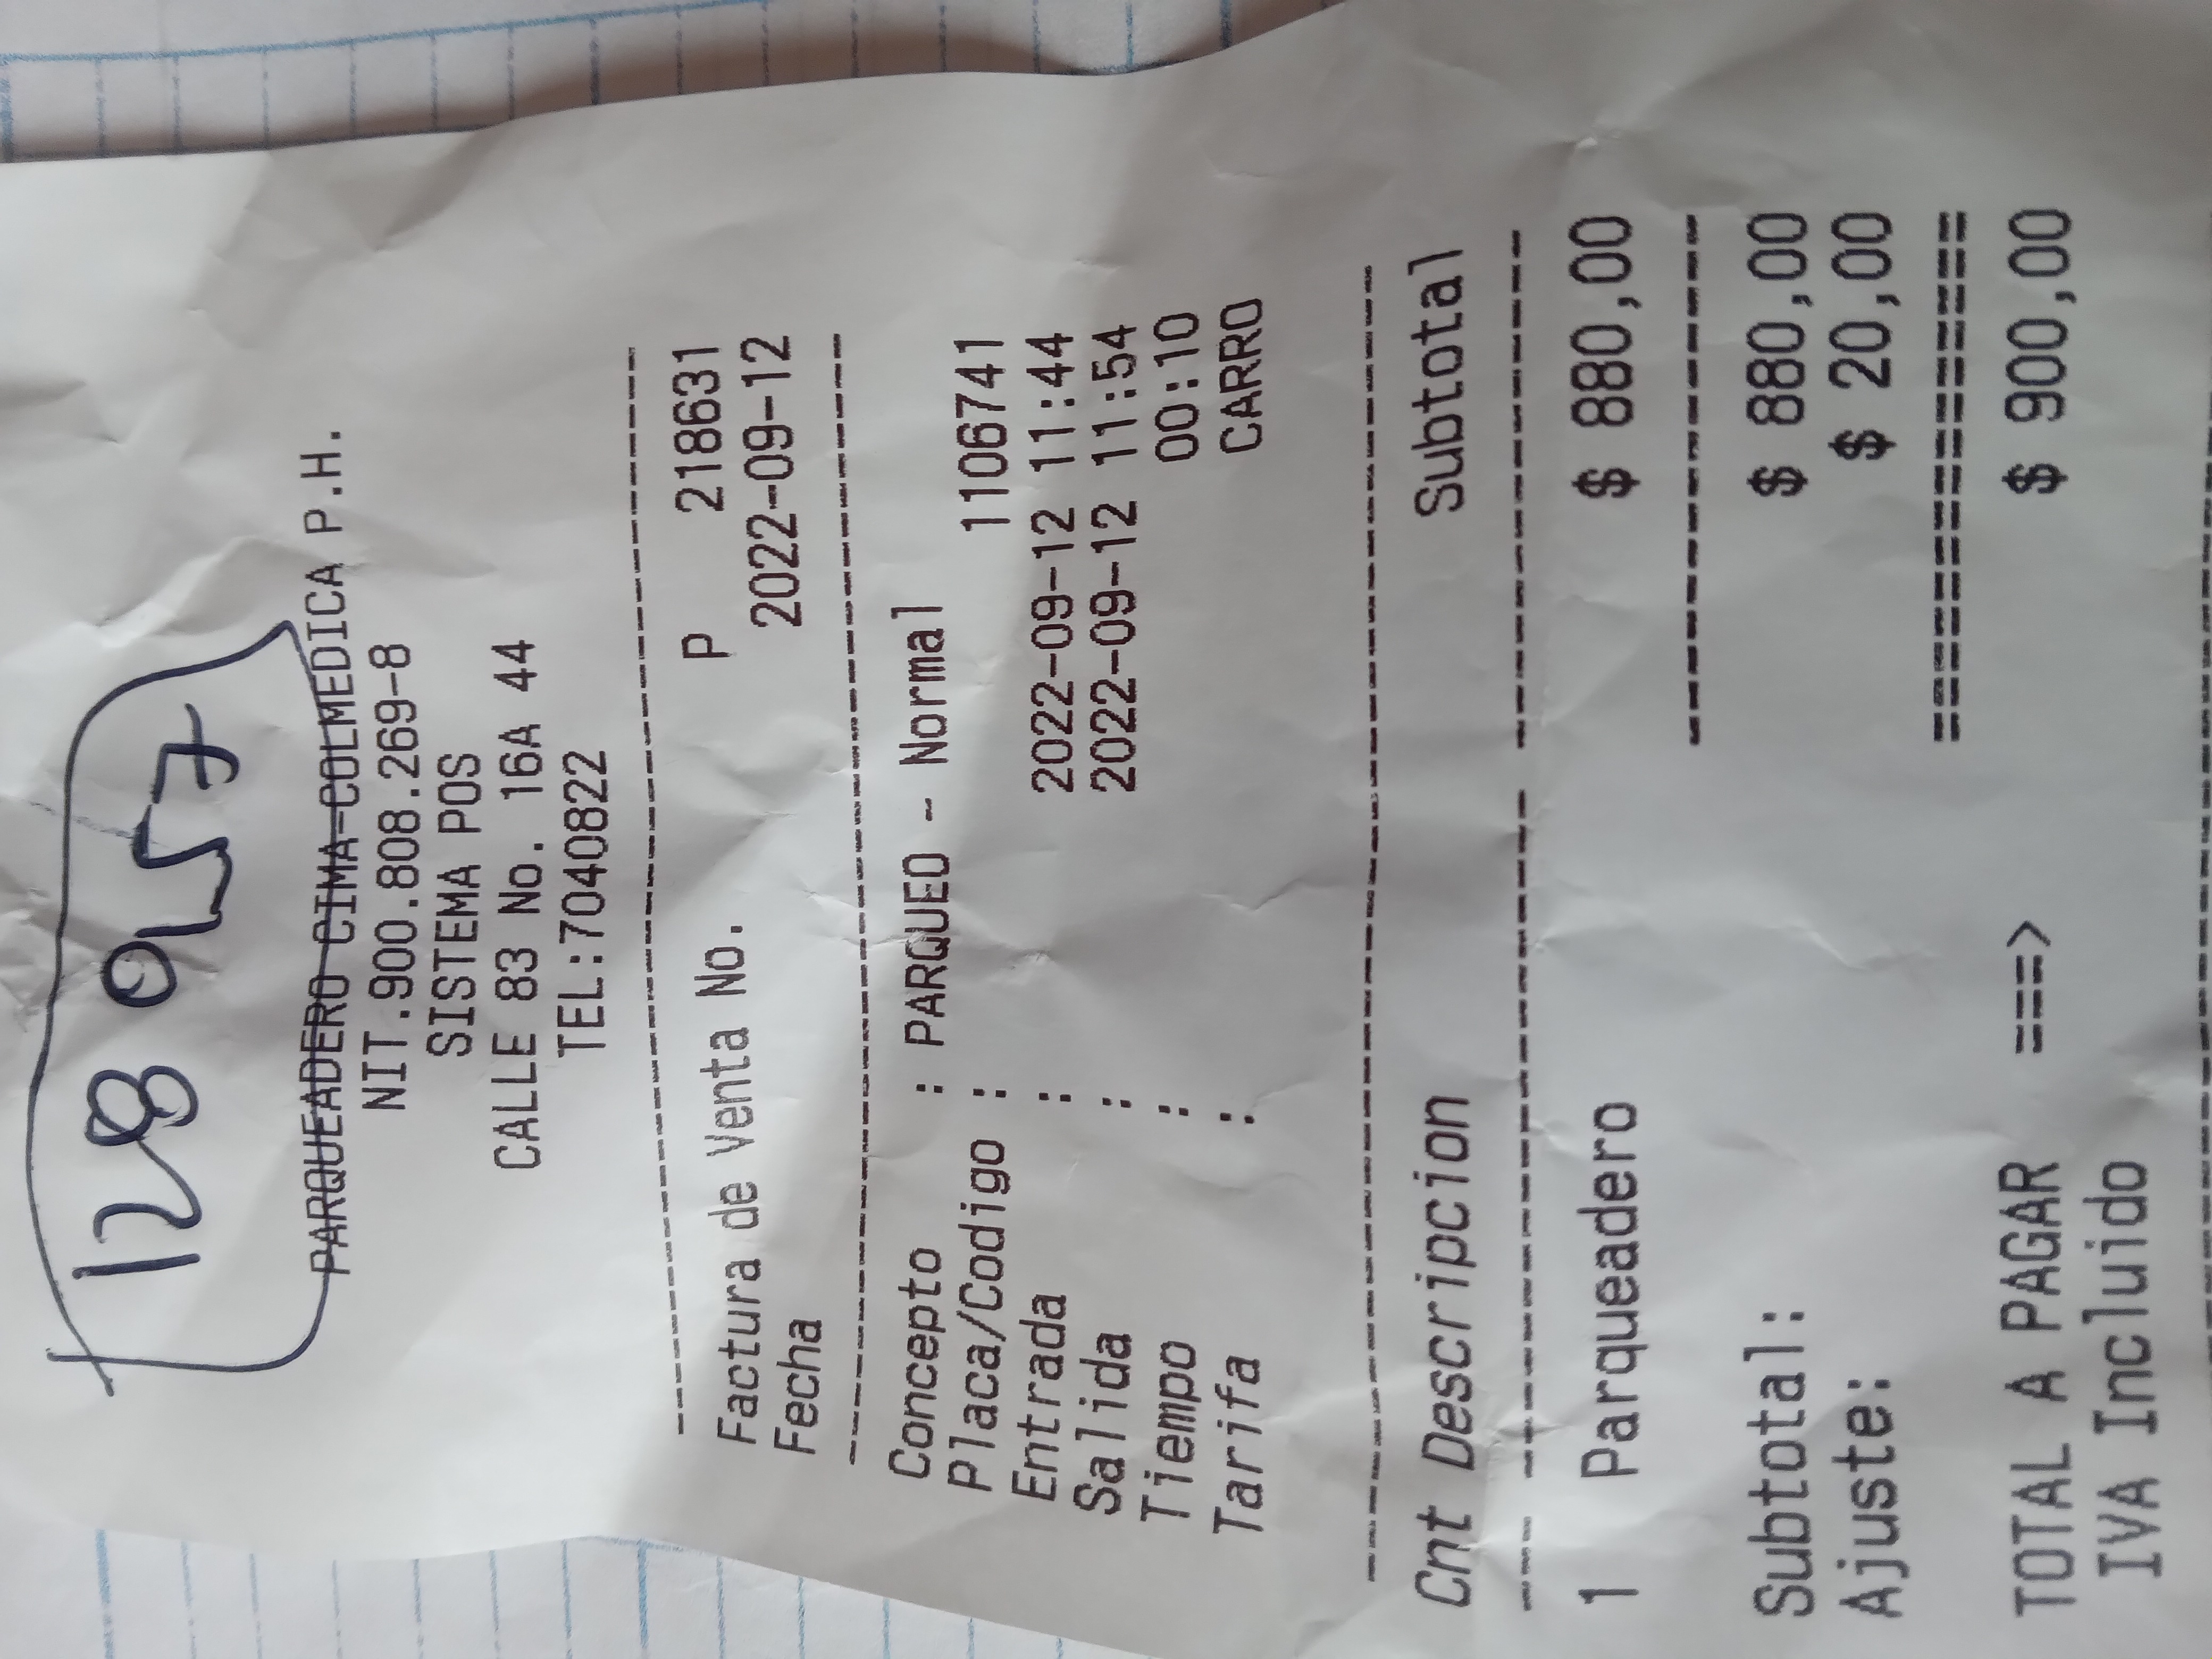 128 0157
PARQUEADERO CIMA-COLMEDICA P.H.
NIT.900.808.269-8
SISTEMA POS
CALLE 83 No. 16A 44
TEL:7040822
Factura de Venta No. P 218631
Fecha 2022-09-12
Concepto : PARQUEO - Normal
Placa/Codigo : 1106741
Entrada : 2022-09-12 11:44
Salida : 2022-09-12 11:54
Tiempo : 00:10
Tarifa : CARRO
Cnt Descripcion Subtotal
1 Parqueadero $ 880,00
Subtotal: $ 880,00
Ajuste: $ 20,00
TOTAL A PAGAR ===> $ 900,00
IVA Incluido